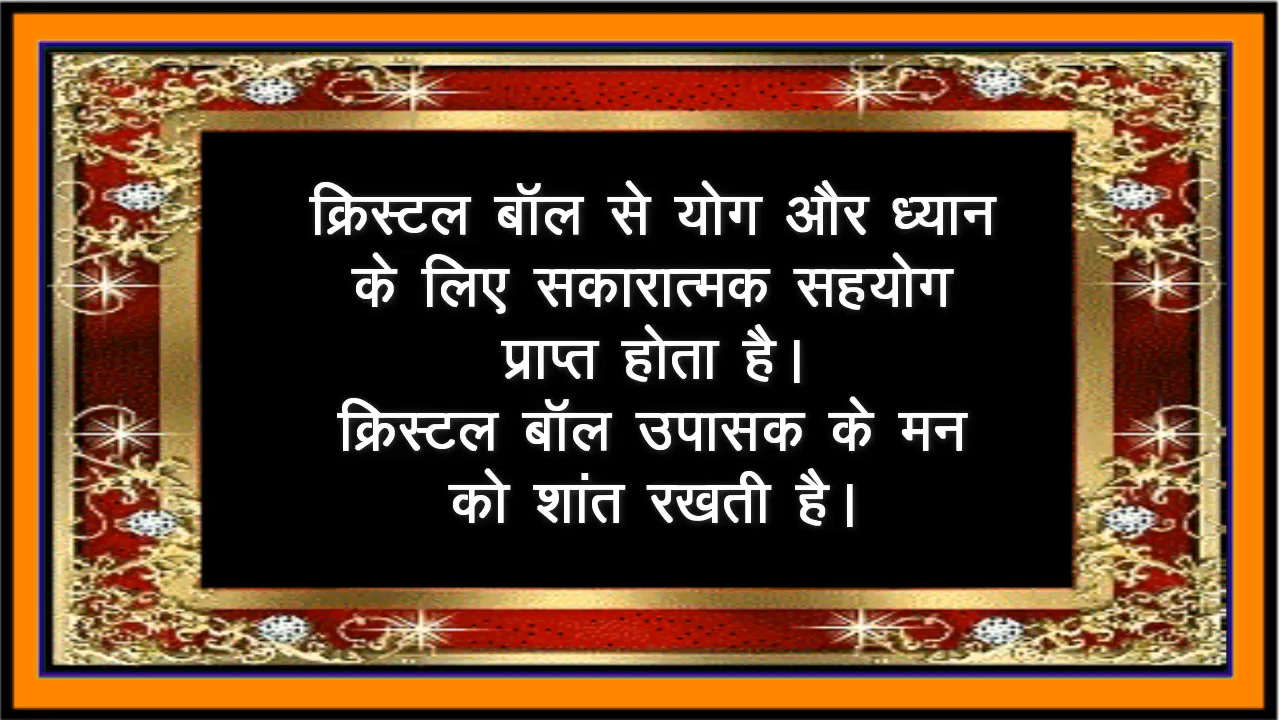 क्रिस्टल बॉल से योग और ध्यान
के लिए सकारात्मक सहयोग
प्राप्त होता है।
क्रिस्टल बॉल उपासक के मन
को शांत रखती है।